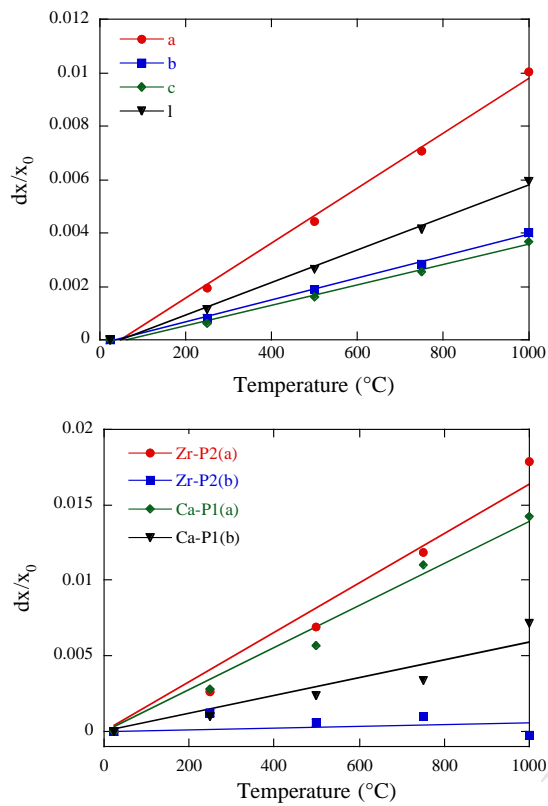 0.012
a
b
c
l
0.01
0.008
0.006
0.004
0.002
0
dx/x0
0 200 400 600 800 1000
Temperature (°C)
0.02
Zr-P2(a)
Zr-P2(b)
Ca-P1(a)
Ca-P1(b)
0.015
0.01
0.005
0
dx/x0
0 200 400 600 800 1000
Temperature (°C)